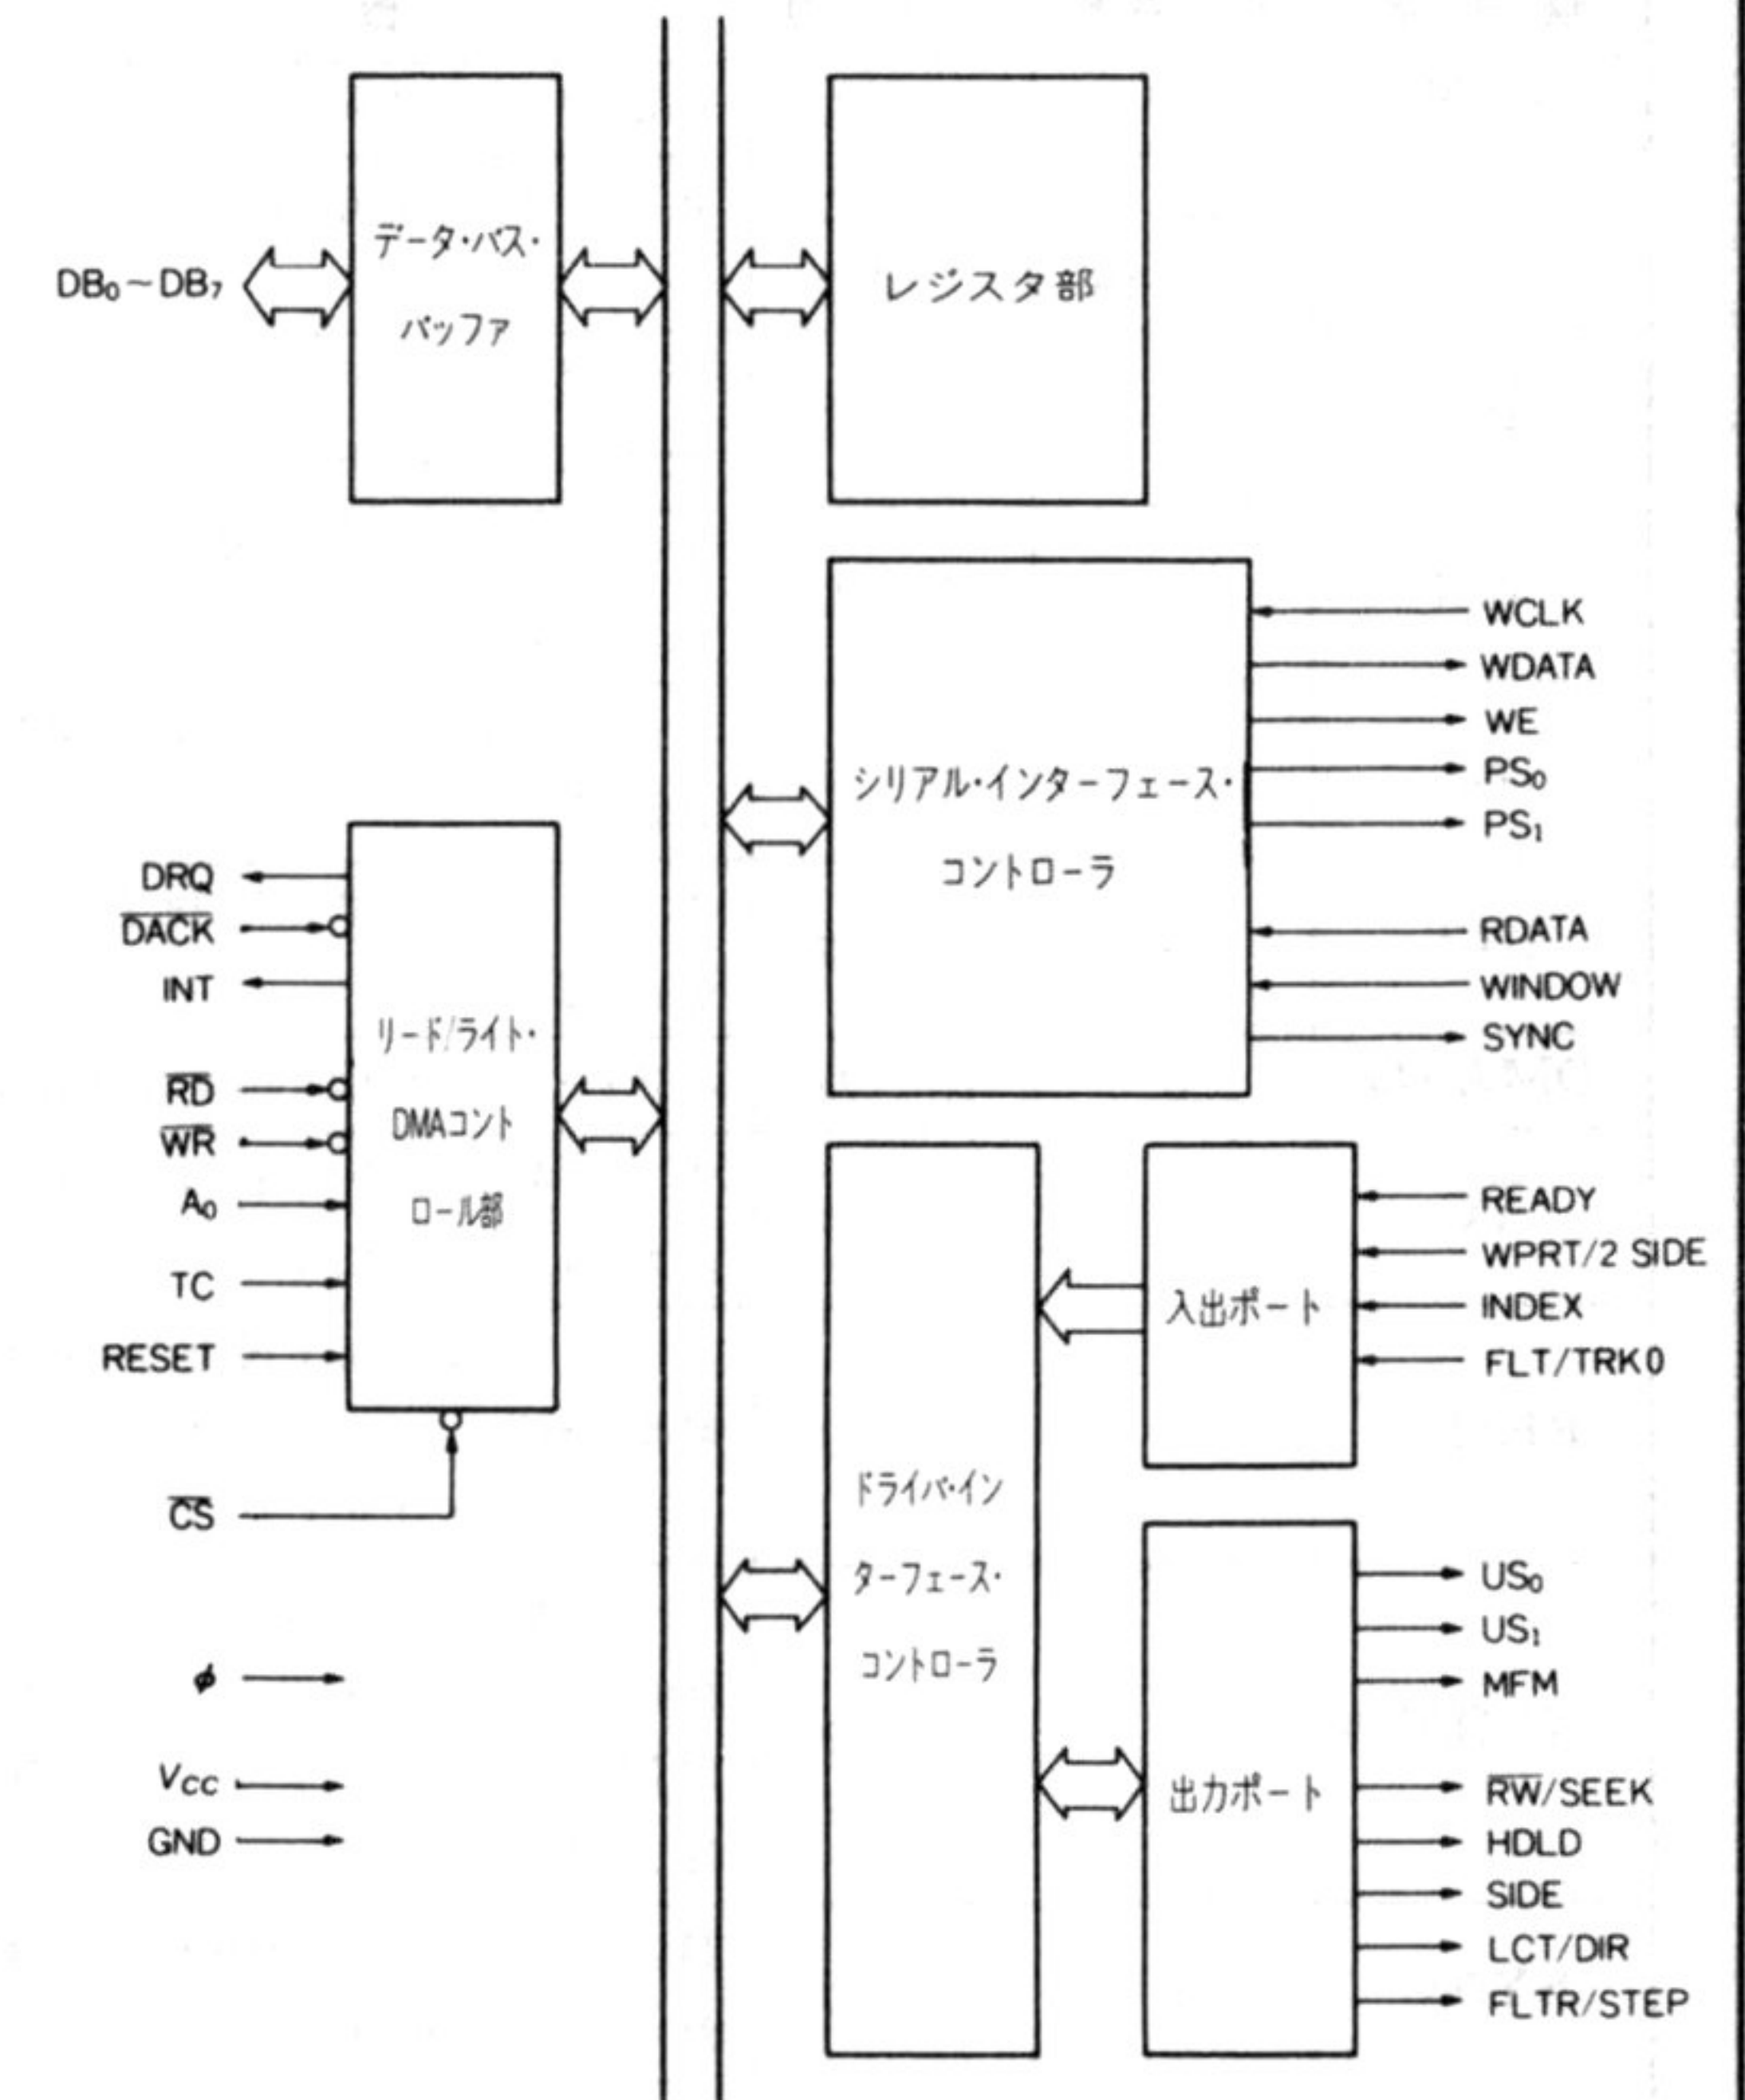 DB₀~DB₇
データ・バス・
バッファ
レジスタ部
DRQ
D̅A̅C̅K̅
INT
R̅D̅
W̅R̅
A₀
TC
RESET
C̅S̅
リード/ライト・
DMAコント
ロール部
φ
Vcc
GND
シリアル・インターフェース・
コントローラ
WCLK
WDATA
WE
PS₀
PS₁
RDATA
WINDOW
SYNC
ドライバ・イン
ターフェース・
コントローラ
入出ポート
READY
WPRT/2 SIDE
INDEX
FLT/TRK0
出力ポート
US₀
US₁
MFM
R̅W̅/SEEK
HDLD
SIDE
LCT/DIR
FLTR/STEP